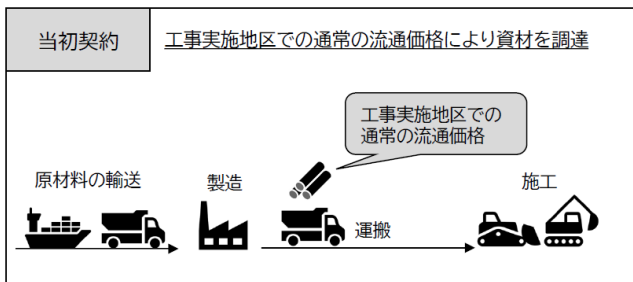 当初契約
工事実施地区での通常の流通価格により資材を調達
工事実施地区での
通常の流通価格
原材料の輸送
製造
施工
運搬